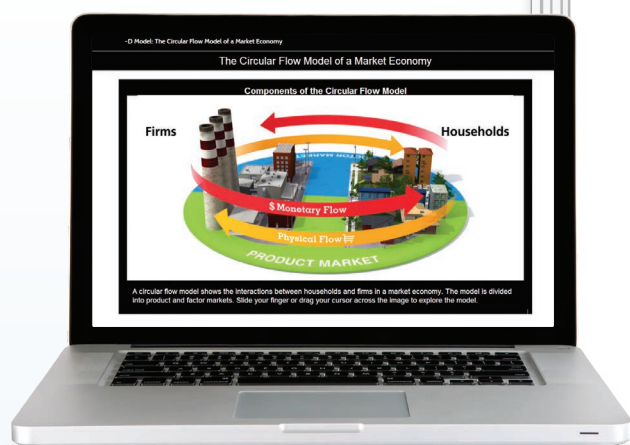 -D Model: The Circular Flow Model of a Market Economy
The Circular Flow Model of a Market Economy
Components of the Circular Flow Model
Firms
Households
FACTOR MARKET
$ Monetary Flow
Physical Flow
PRODUCT MARKET
A circular flow model shows the interactions between households and firms in a market economy. The model is divided
into product and factor markets. Slide your finger or drag your cursor across the image to explore the model.